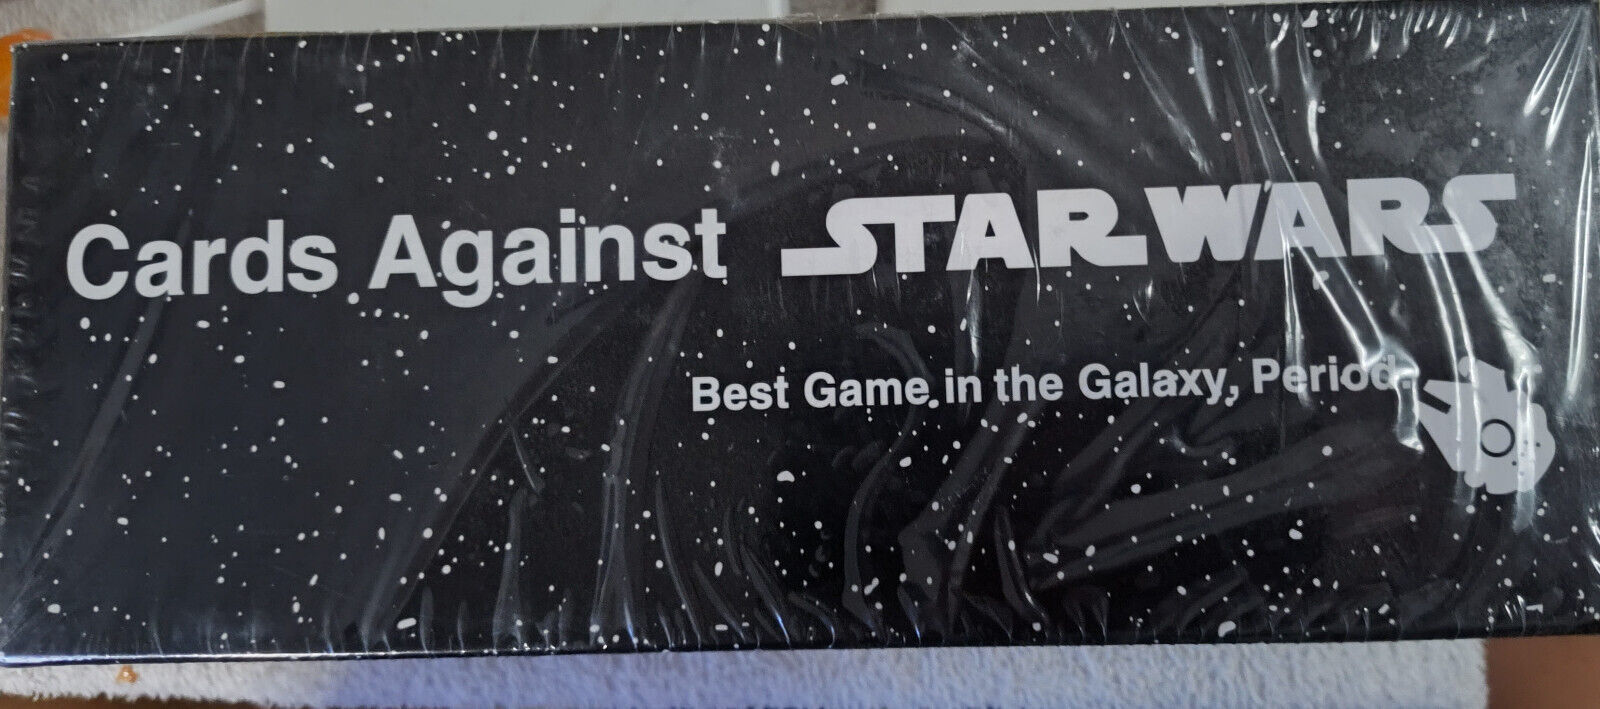 Cards Against STAR WARS
Best Game in the Galaxy, Period.